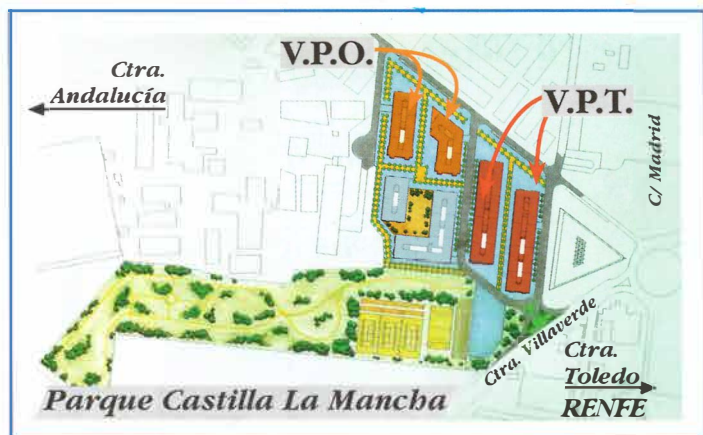 V.P.O.
Ctra.
Andalucía
V.P.T.
C/ Madrid
Ctra. Villaverde
Ctra.
Toledo
RENFE
Parque Castilla La Mancha